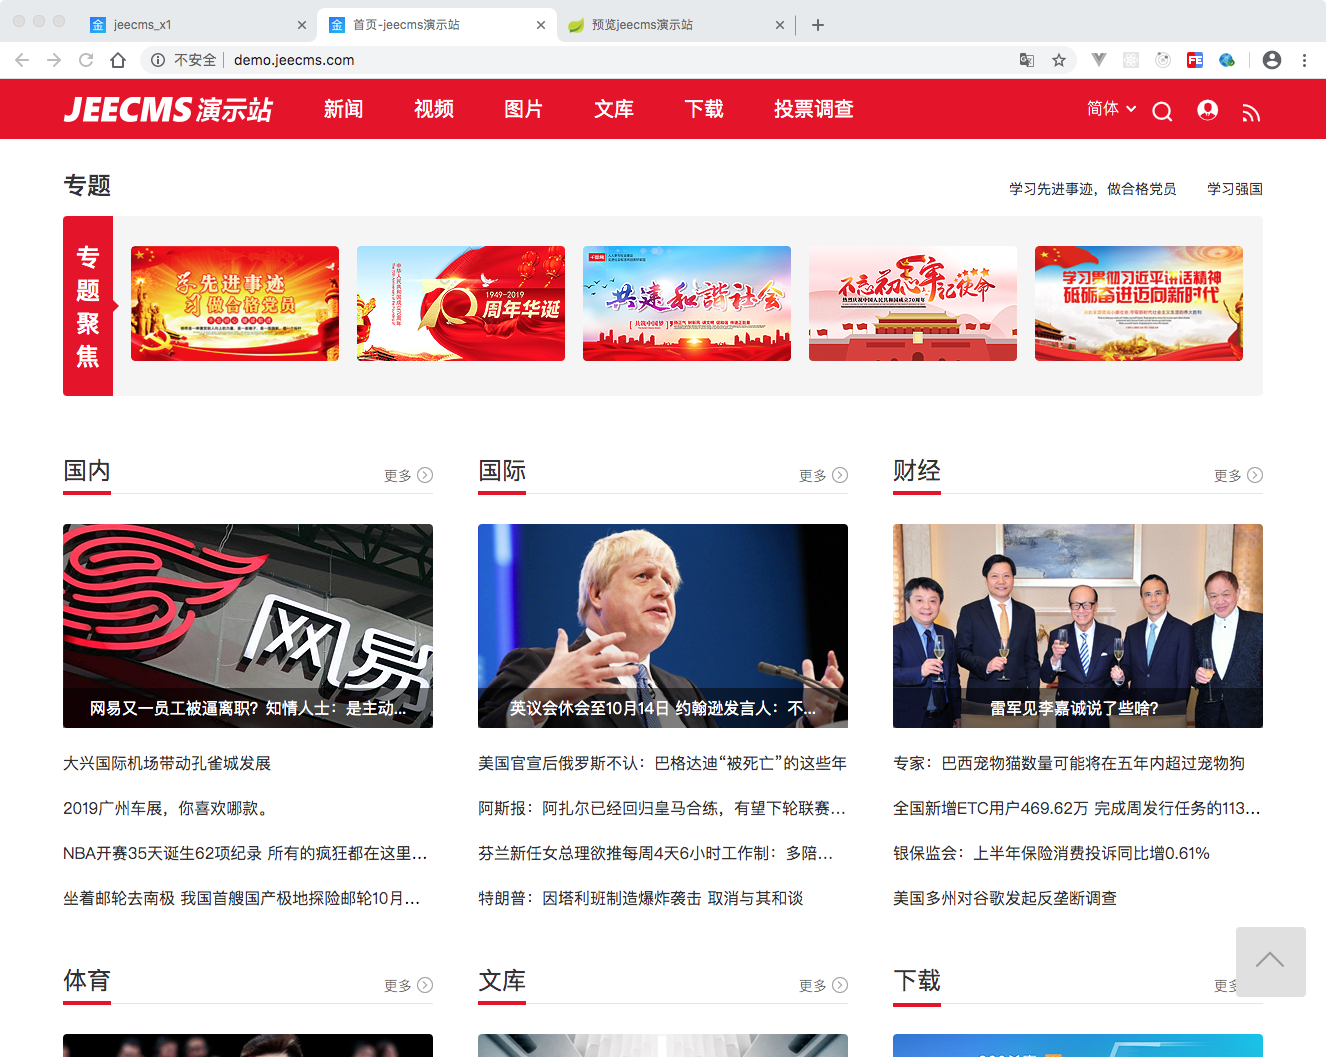 jeecms_x1
首页-jeecms演示站
预览jeecms演示站
不安全
demo.jeecms.com
FE
JEECMS 演示站
新闻
视频
图片
文库
下载
投票调查
简体
专题
学习先进事迹，做合格党员
学习强国
专题聚焦
学先进事迹
做合格党员
1949-2019
70周年华诞
共建和谐社会
不忘初心 牢记使命
热烈庆祝中国人民共和国成立70周年
学习贯彻习近平讲话精神
砥砺奋进迈向新时代
国内
更多
国际
更多
财经
更多
网易
网易又一员工被逼离职？知情人士：是主动...
英议会休会至10月14日 约翰逊发言人：不...
雷军见李嘉诚说了些啥?
大兴国际机场带动孔雀城发展
美国官宣后俄罗斯不认：巴格达迪“被死亡”的这些年
专家：巴西宠物猫数量可能将在五年内超过宠物狗
2019广州车展，你喜欢哪款。
阿斯报：阿扎尔已经回归皇马合练，有望下轮联赛...
全国新增ETC用户469.62万 完成周发行任务的113...
NBA开赛35天诞生62项纪录 所有的疯狂都在这里...
芬兰新任女总理欲推每周4天6小时工作制：多陪...
银保监会：上半年保险消费投诉同比增0.61%
坐着邮轮去南极 我国首艘国产极地探险邮轮10月...
特朗普：因塔利班制造爆炸袭击 取消与其和谈
美国多州对谷歌发起反垄断调查
体育
更多
文库
更多
下载
更多